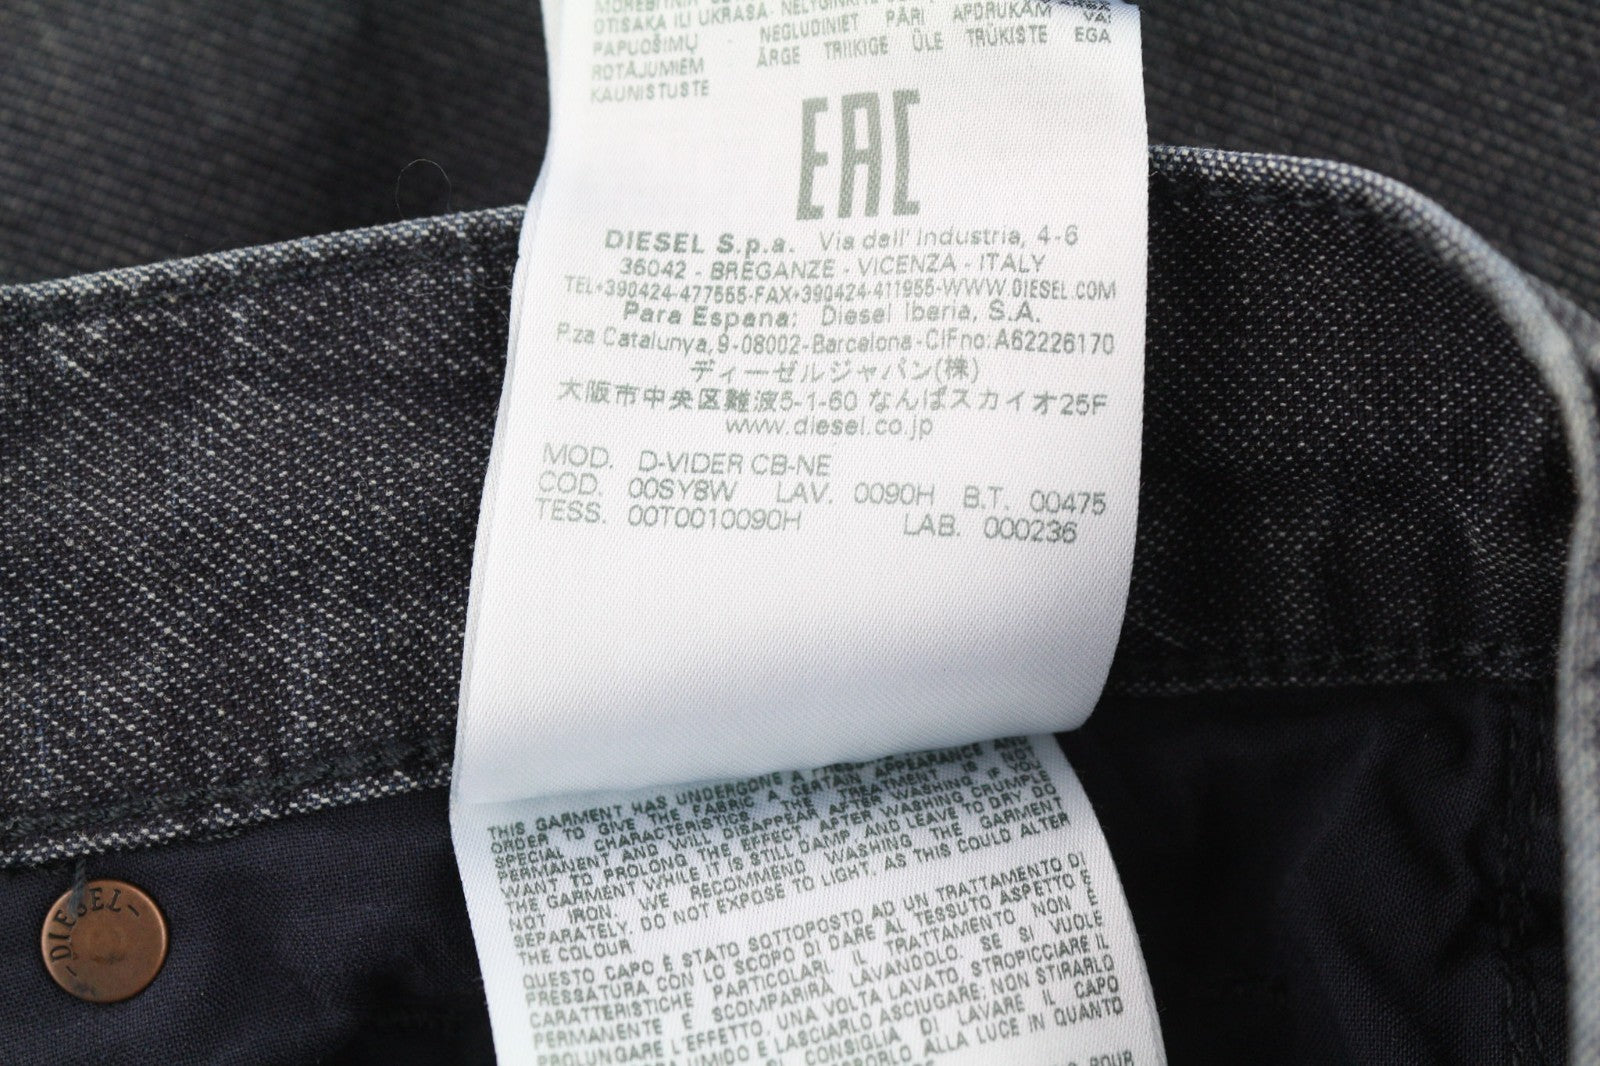 OTISAKA ILI UKRASA. NELYGINK
PAPUOŠIMŲ NEGLUDINIET PĀRI APDRUKĀM VAI
ROTĀJUMIEM ÄRGE TRIIKIGE ÜLE TRÜKISTE EGA
KAUNISTUSTE
EAC
DIESEL S.p.a. Via dell' Industria, 4-6
36042 - BREGANZE - VICENZA - ITALY
TEL+390424-477555-FAX+390424-411955-WWW.DIESEL.COM
Para Espana: Diesel Iberia, S.A.
P.za Catalunya,9-08002-Barcelona-CIFno:A62226170
ディーゼルジャパン(株)
大阪市中央区難波5-1-60 なんばスカイオ25F
www.diesel.co.jp
MOD. D-VIDER CB-NE
COD. 00SY8W LAV. 0090H B.T. 00475
TESS. 00T0010090H LAB. 000236
THIS GARMENT HAS UNDERGONE A
ORDER TO GIVE THE FABRIC A CERTAIN APPEARANCE AND
SPECIAL CHARACTERISTICS. THE TREATMENT IS NOT
PERMANENT AND WILL DISAPPEAR AFTER WASHING. IF YOU
WANT TO PROLONG THE EFFECT, AFTER WASHING CRUMPLE
THE GARMENT WHILE IT IS STILL DAMP AND LEAVE TO DRY. DO
NOT IRON. WE RECOMMEND WASHING THE GARMENT
SEPARATELY. DO NOT EXPOSE TO LIGHT, AS THIS COULD ALTER
THE COLOUR.
QUESTO CAPO È STATO SOTTOPOSTO AD UN TRATTAMENTO DI
PRESSATURA CON LO SCOPO DI DARE AL TESSUTO ASPETTO E
CARATTERISTICHE PARTICOLARI. IL TRATTAMENTO NON È
PERMANENTE E SCOMPARIRÀ LAVANDOLO. SE SI VUOLE
PROLUNGARE L'EFFETTO, UNA VOLTA LAVATO, STROPICCIARE IL
UMIDO E LASCIARLO ASCIUGARE; NON STIRARLO
SI CONSIGLIA DI LAVARE IL CAPO
ALLA LUCE IN QUANTO
POUR
-DIESEL-